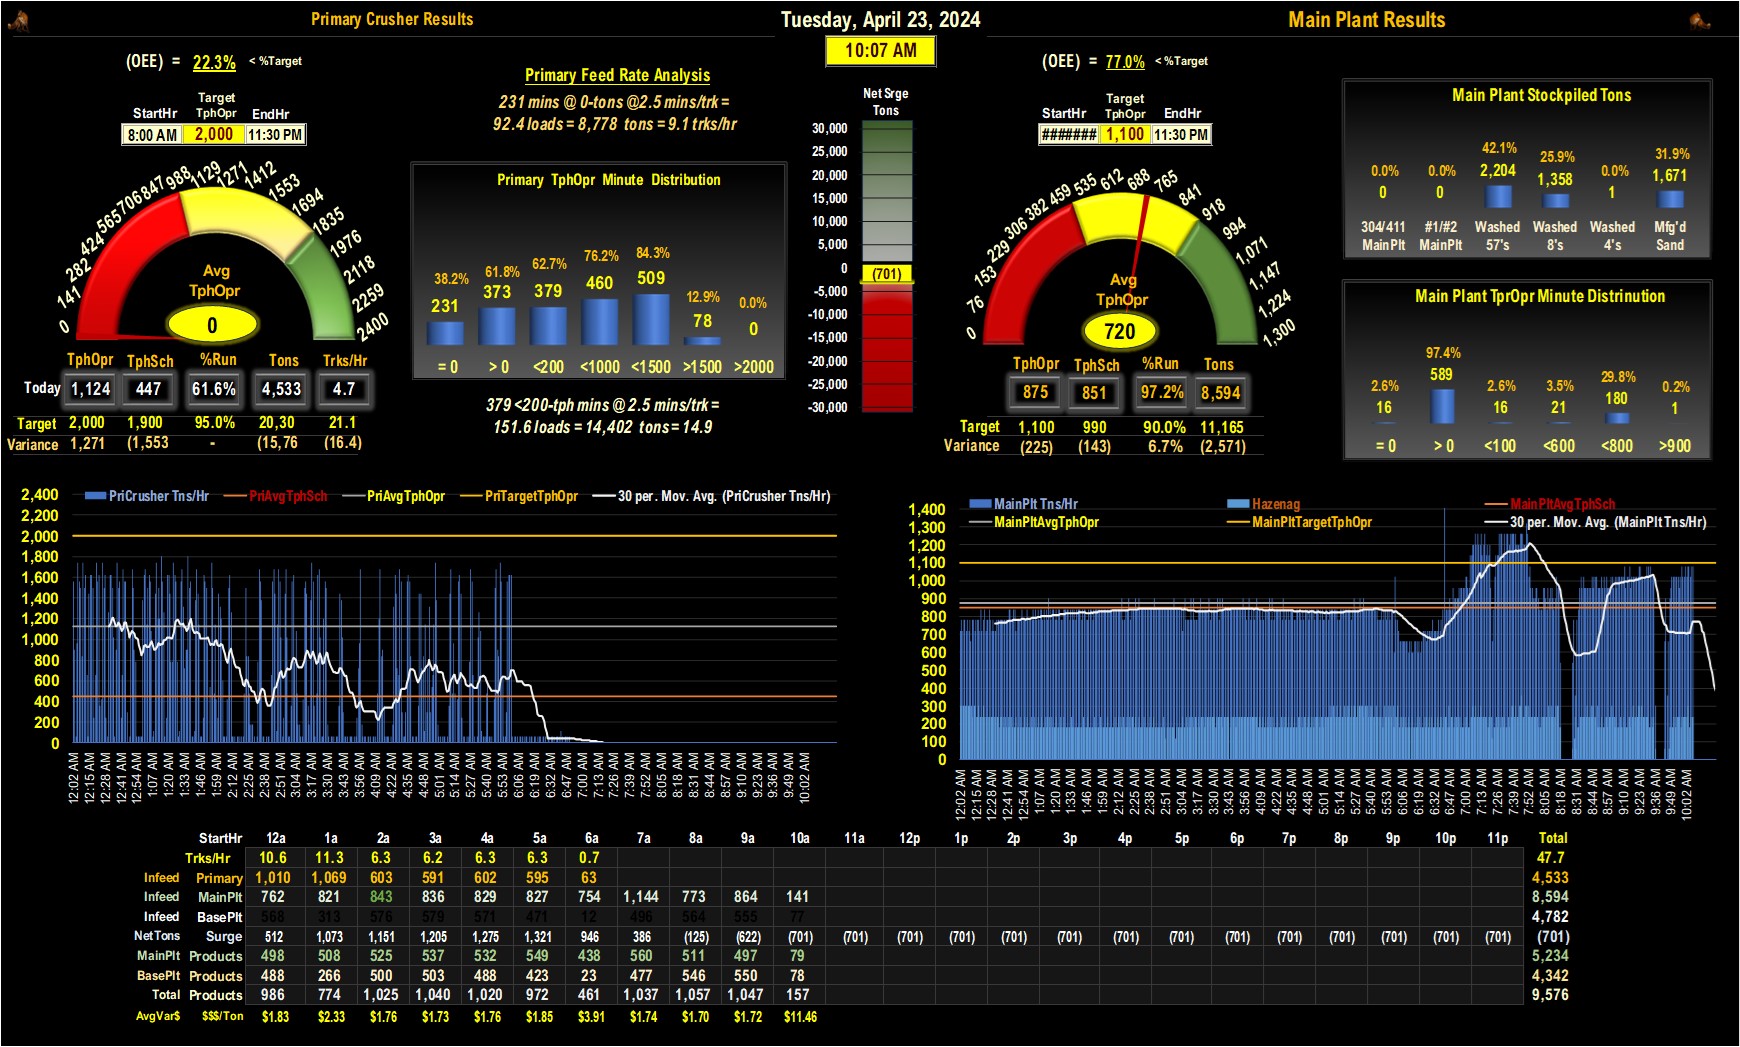 Primary Crusher Results
Tuesday, April 23, 2024
Main Plant Results
10:07 AM
(OEE) = 22.3% < %Target
StartHr Target TphOpr EndHr
8:00 AM 2,000 11:30 PM
Primary Feed Rate Analysis
231 mins @ 0-tons @2.5 mins/trk =
92.4 loads = 8,778 tons = 9.1 trks/hr
Net Srge
Tons
30,000
25,000
20,000
15,000
10,000
5,000
0
(701)
-5,000
-10,000
-15,000
-20,000
-25,000
-30,000
(OEE) = 77.0% < %Target
StartHr Target TphOpr EndHr
####### 1,100 11:30 PM
0 141 282 424 565 706 847 988 1129 1271 1412 1553 1694 1835 1976 2118 2259 2400
Avg
TphOpr
0
TphOpr TphSch %Run Tons Trks/Hr
Today 1,124 447 61.6% 4,533 4.7
Target 2,000 1,900 95.0% 20,30 21.1
Variance 1,271 (1,553 - (15,76 (16.4)
Primary TphOpr Minute Distribution
38.2% 61.8% 62.7% 76.2% 84.3% 12.9% 0.0%
231 373 379 460 509 78 0
= 0 > 0 <200 <1000 <1500 >1500 >2000
379 <200-tph mins @ 2.5 mins/trk =
151.6 loads = 14,402 tons = 14.9
0 76 153 229 306 382 459 535 612 688 765 841 918 994 1,071 1,147 1,224 1,300
Avg
TphOpr
720
TphOpr TphSch %Run Tons
875 851 97.2% 8,594
Target 1,100 990 90.0% 11,165
Variance (225) (143) 6.7% (2,571)
Main Plant Stockpiled Tons
0.0% 0.0% 42.1% 25.9% 0.0% 31.9%
0 0 2,204 1,358 1 1,671
304/411 #1/#2 Washed Washed Washed Mfg'd
MainPlt MainPlt 57's 8's 4's Sand
Main Plant TprOpr Minute Distrinution
2.6% 97.4% 2.6% 3.5% 29.8% 0.2%
16 589 16 21 180 1
= 0 > 0 <100 <600 <800 >900
PriCrusher Tns/Hr PriAvgTphSch PriAvgTphOpr PriTargetTphOpr 30 per. Mov. Avg. (PriCrusher Tns/Hr)
2,400
2,200
2,000
1,800
1,600
1,400
1,200
1,000
800
600
400
200
0
12:02 AM 12:15 AM 12:28 AM 12:41 AM 12:54 AM 1:07 AM 1:20 AM 1:33 AM 1:46 AM 1:59 AM 2:12 AM 2:25 AM 2:38 AM 2:51 AM 3:04 AM 3:17 AM 3:30 AM 3:43 AM 3:56 AM 4:09 AM 4:22 AM 4:35 AM 4:48 AM 5:01 AM 5:14 AM 5:27 AM 5:40 AM 5:53 AM 6:06 AM 6:19 AM 6:32 AM 6:47 AM 7:00 AM 7:13 AM 7:26 AM 7:39 AM 7:52 AM 8:05 AM 8:18 AM 8:31 AM 8:44 AM 8:57 AM 9:10 AM 9:23 AM 9:36 AM 9:49 AM 10:02 AM
MainPlt Tns/Hr Hazenag MainPltAvgTphSch
MainPltAvgTphOpr MainPltTargetTphOpr 30 per. Mov. Avg. (MainPlt Tns/Hr)
1,400
1,300
1,200
1,100
1,000
900
800
700
600
500
400
300
200
100
0
12:02 AM 12:15 AM 12:28 AM 12:41 AM 12:54 AM 1:07 AM 1:20 AM 1:33 AM 1:46 AM 1:59 AM 2:12 AM 2:25 AM 2:38 AM 2:51 AM 3:04 AM 3:17 AM 3:30 AM 3:43 AM 3:56 AM 4:09 AM 4:22 AM 4:35 AM 4:48 AM 5:01 AM 5:14 AM 5:27 AM 5:40 AM 5:53 AM 6:06 AM 6:19 AM 6:32 AM 6:47 AM 7:00 AM 7:13 AM 7:26 AM 7:39 AM 7:52 AM 8:05 AM 8:18 AM 8:31 AM 8:44 AM 8:57 AM 9:10 AM 9:23 AM 9:36 AM 9:49 AM 10:02 AM
StartHr 12a 1a 2a 3a 4a 5a 6a 7a 8a 9a 10a 11a 12p 1p 2p 3p 4p 5p 6p 7p 8p 9p 10p 11p Total
Trks/Hr 10.6 11.3 6.3 6.2 6.3 6.3 0.7 47.7
Infeed Primary 1,010 1,069 603 591 602 595 63 4,533
Infeed MainPlt 762 821 843 836 829 827 754 1,144 773 864 141 8,594
Infeed BasePlt 568 313 576 579 571 471 12 496 564 555 77 4,782
NetTons Surge 512 1,073 1,151 1,205 1,275 1,321 946 386 (125) (622) (701) (701) (701) (701) (701) (701) (701) (701) (701) (701) (701) (701) (701) (701) (701)
MainPlt Products 498 508 525 537 532 549 438 560 511 497 79 5,234
BasePlt Products 488 266 500 503 488 423 23 477 546 550 78 4,342
Total Products 986 774 1,025 1,040 1,020 972 461 1,037 1,057 1,047 157 9,576
AvgVar$ $$$/Ton $1.83 $2.33 $1.76 $1.73 $1.76 $1.85 $3.91 $1.74 $1.70 $1.72 $11.46